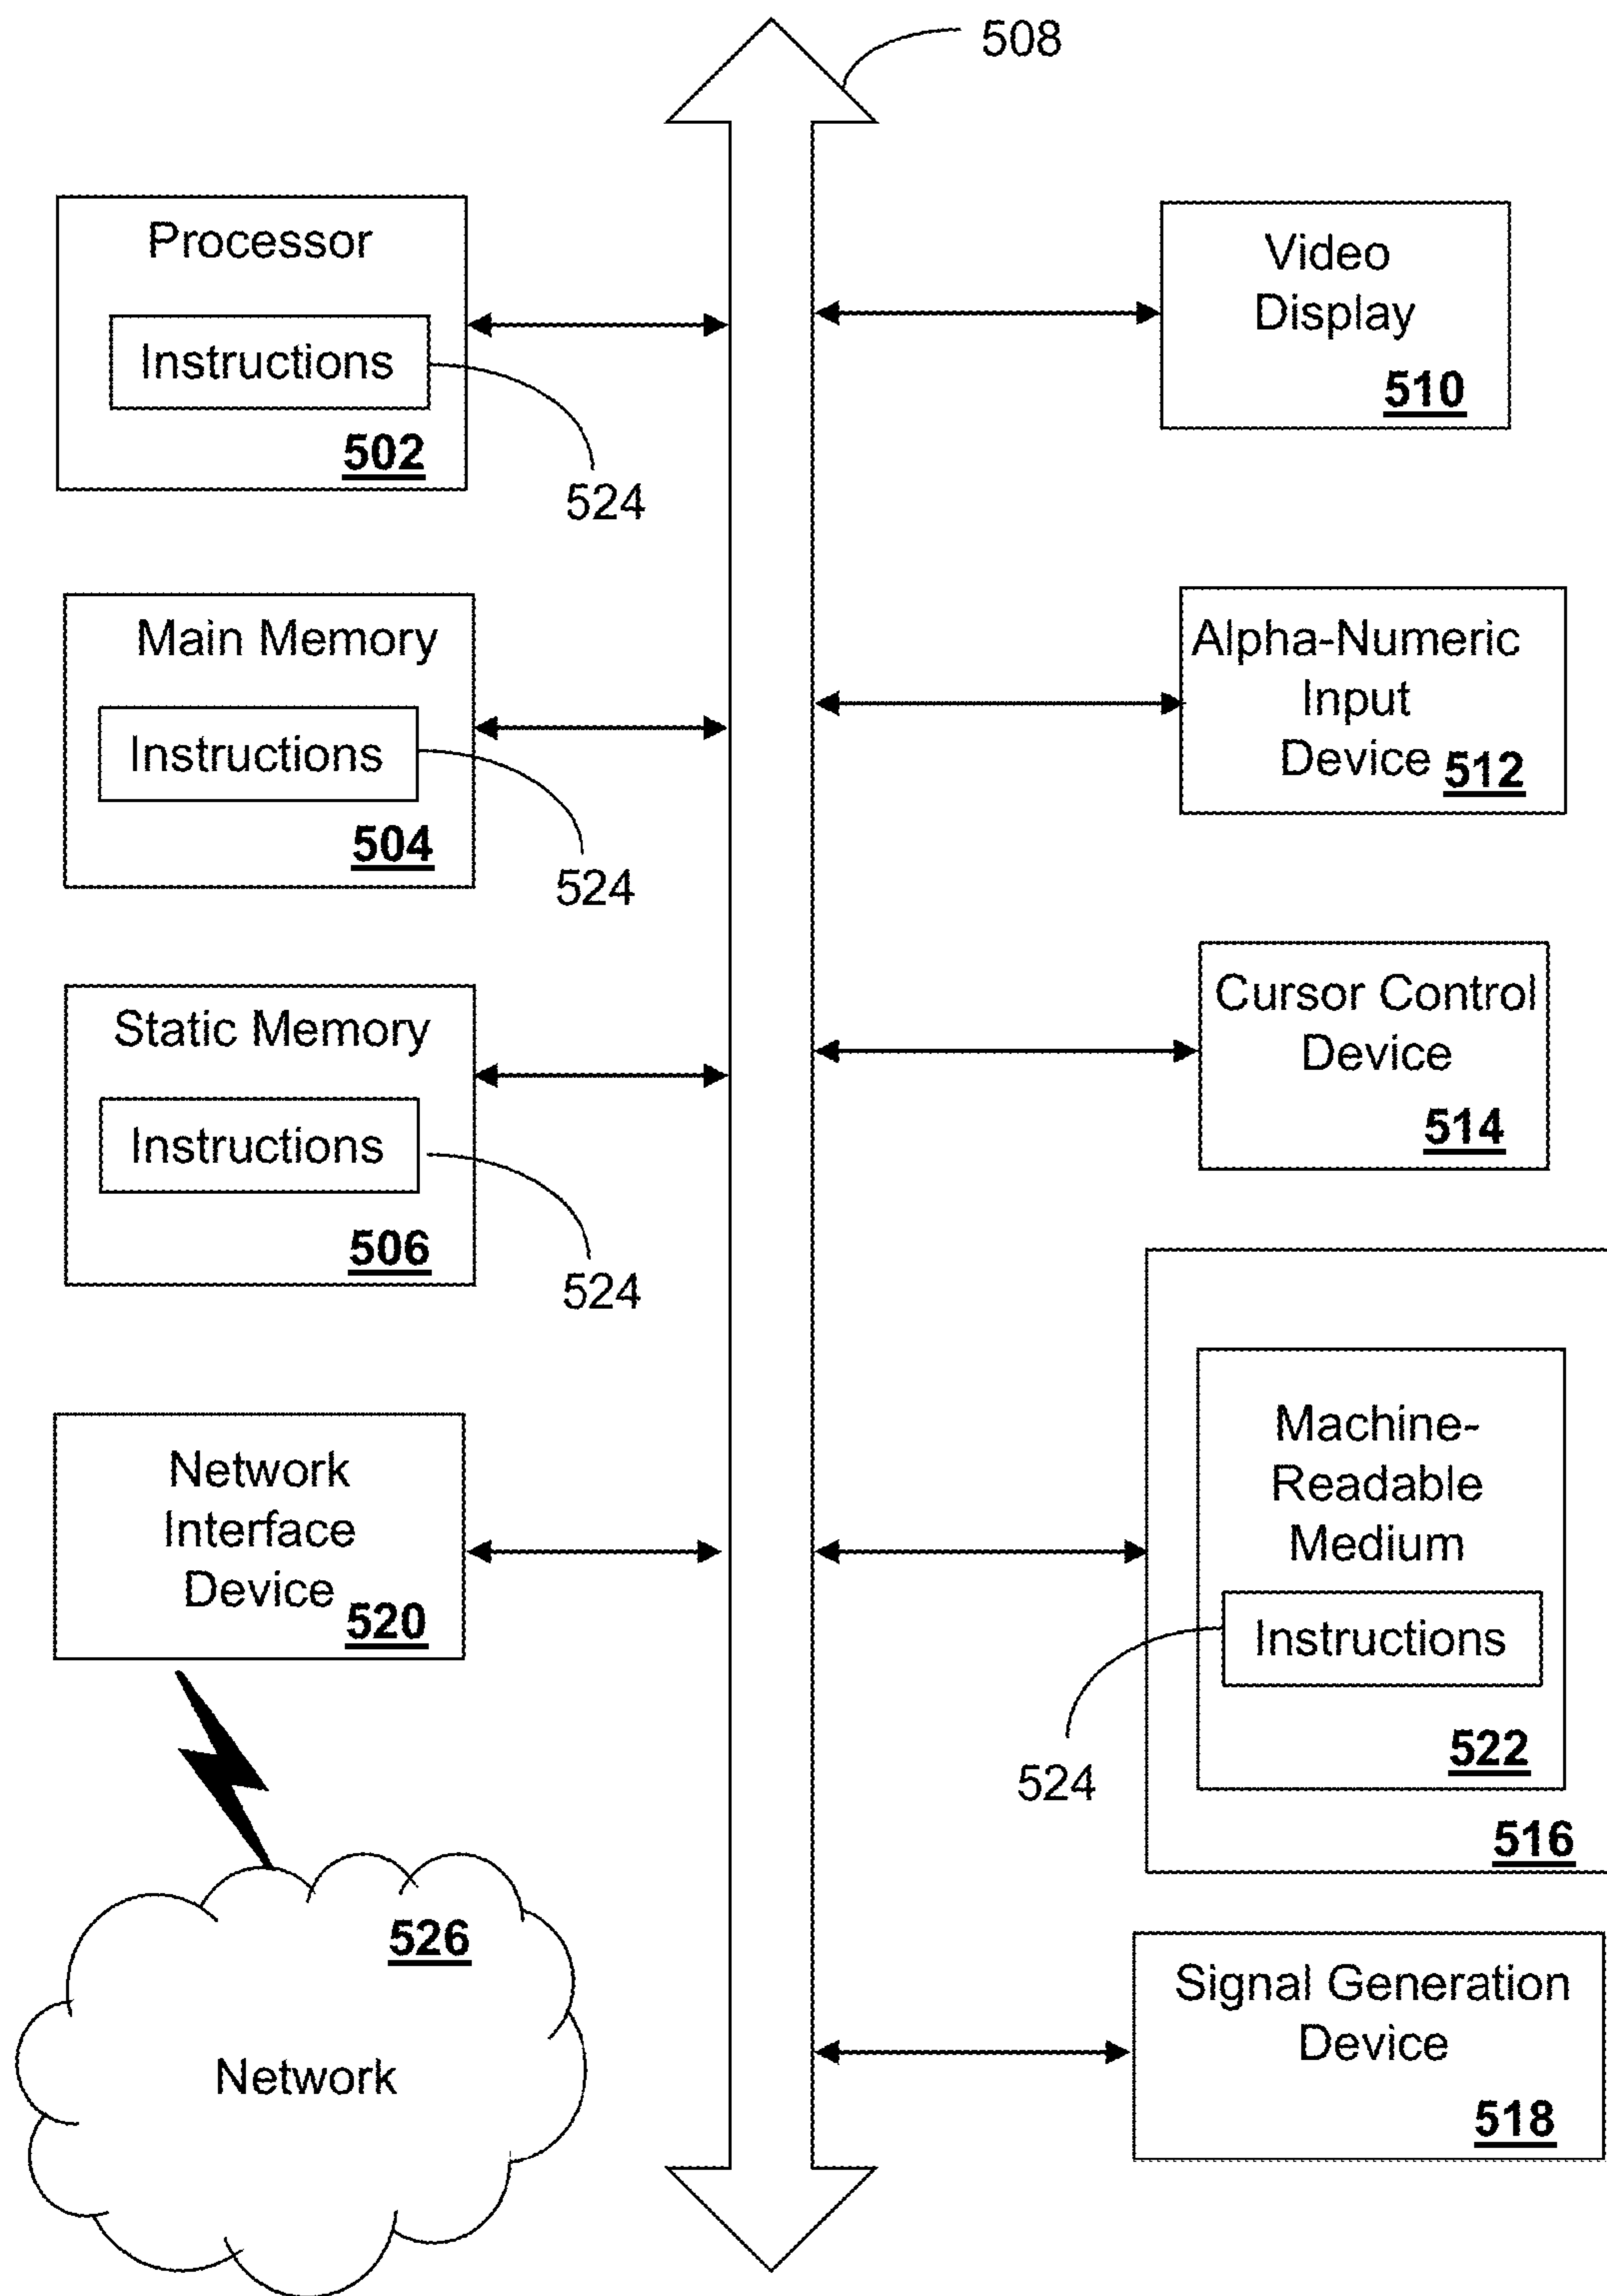 508
Processor
Instructions
502
524
Main Memory
Instructions
504
524
Static Memory
Instructions
506
524
Network
Interface
Device
520
526
Network
Video
Display
510
Alpha-Numeric
Input
Device 512
Cursor Control
Device
514
Machine-
Readable
Medium
Instructions
522
524
516
Signal Generation
Device
518